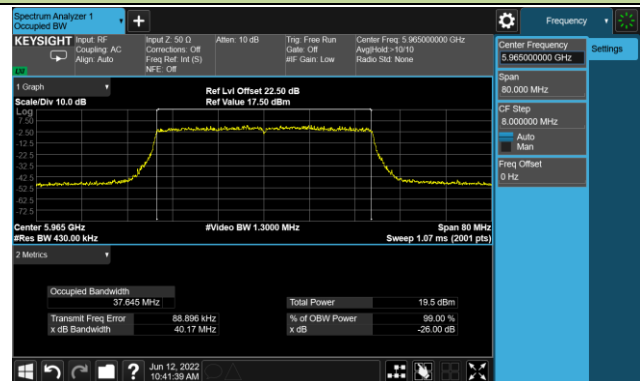 Spectrum Analyzer 1
Occupied BW
Frequency
KEYSIGHT
Input: RF
Coupling: AC
Align: Auto
Input Z: 50 Ω
Corrections: Off
Freq Ref: Int (S)
NFE: Off
Atten: 10 dB
Trig: Free Run
Gate: Off
#IF Gain: Low
Center Freq: 5.965000000 GHz
Avg|Hold:>10/10
Radio Std: None
Center Frequency
5.965000000 GHz
Settings
Span
80.000 MHz
CF Step
8.000000 MHz
Auto
Man
Freq Offset
0 Hz
1 Graph
Scale/Div 10.0 dB
Ref Lvl Offset 22.50 dB
Ref Value 17.50 dBm
Log
7.50
-2.50
-12.5
-22.5
-32.5
-42.5
-52.5
-62.5
-72.5
Center 5.965 GHz
#Res BW 430.00 kHz
#Video BW 1.3000 MHz
Span 80 MHz
Sweep 1.07 ms (2001 pts)
2 Metrics
Occupied Bandwidth
37.645 MHz
Transmit Freq Error 88.896 kHz
x dB Bandwidth 40.17 MHz
Total Power 19.5 dBm
% of OBW Power 99.00 %
x dB -26.00 dB
Jun 12, 2022
10:41:39 AM